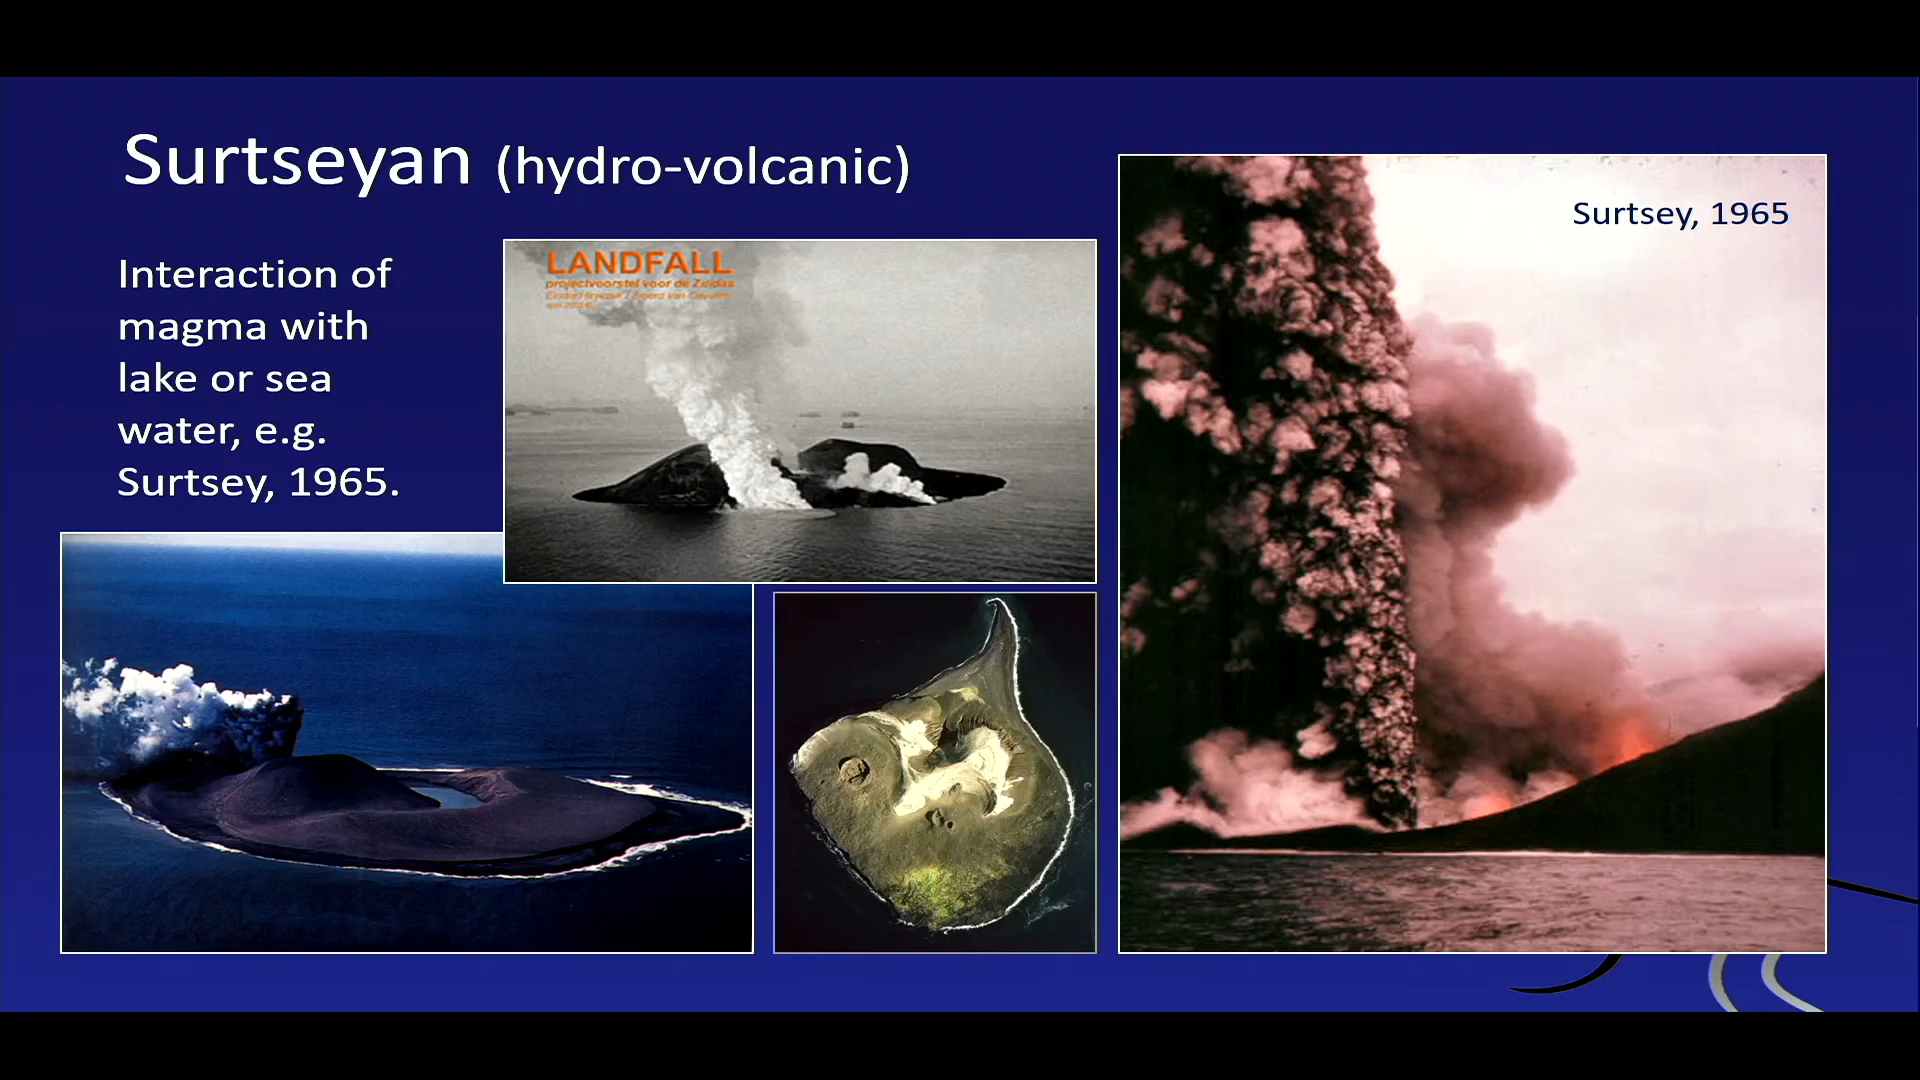 Surtseyan (hydro-volcanic)
Interaction of
magma with
lake or sea
water, e.g.
Surtsey, 1965.
LANDFALL
projectvoorstel voor de Zuidas
Surtsey, 1965